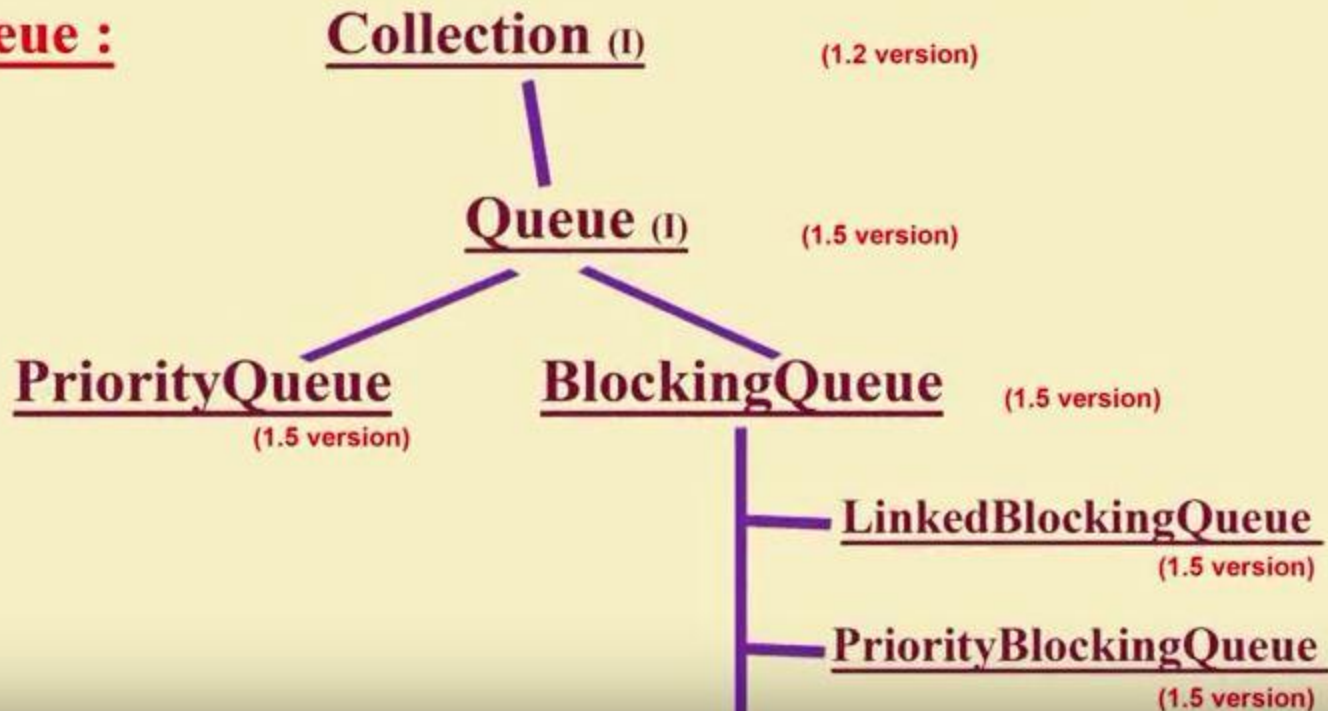 eue :
Collection (I)
(1.2 version)
Queue (I)
(1.5 version)
PriorityQueue
(1.5 version)
BlockingQueue
(1.5 version)
LinkedBlockingQueue
(1.5 version)
PriorityBlockingQueue
(1.5 version)